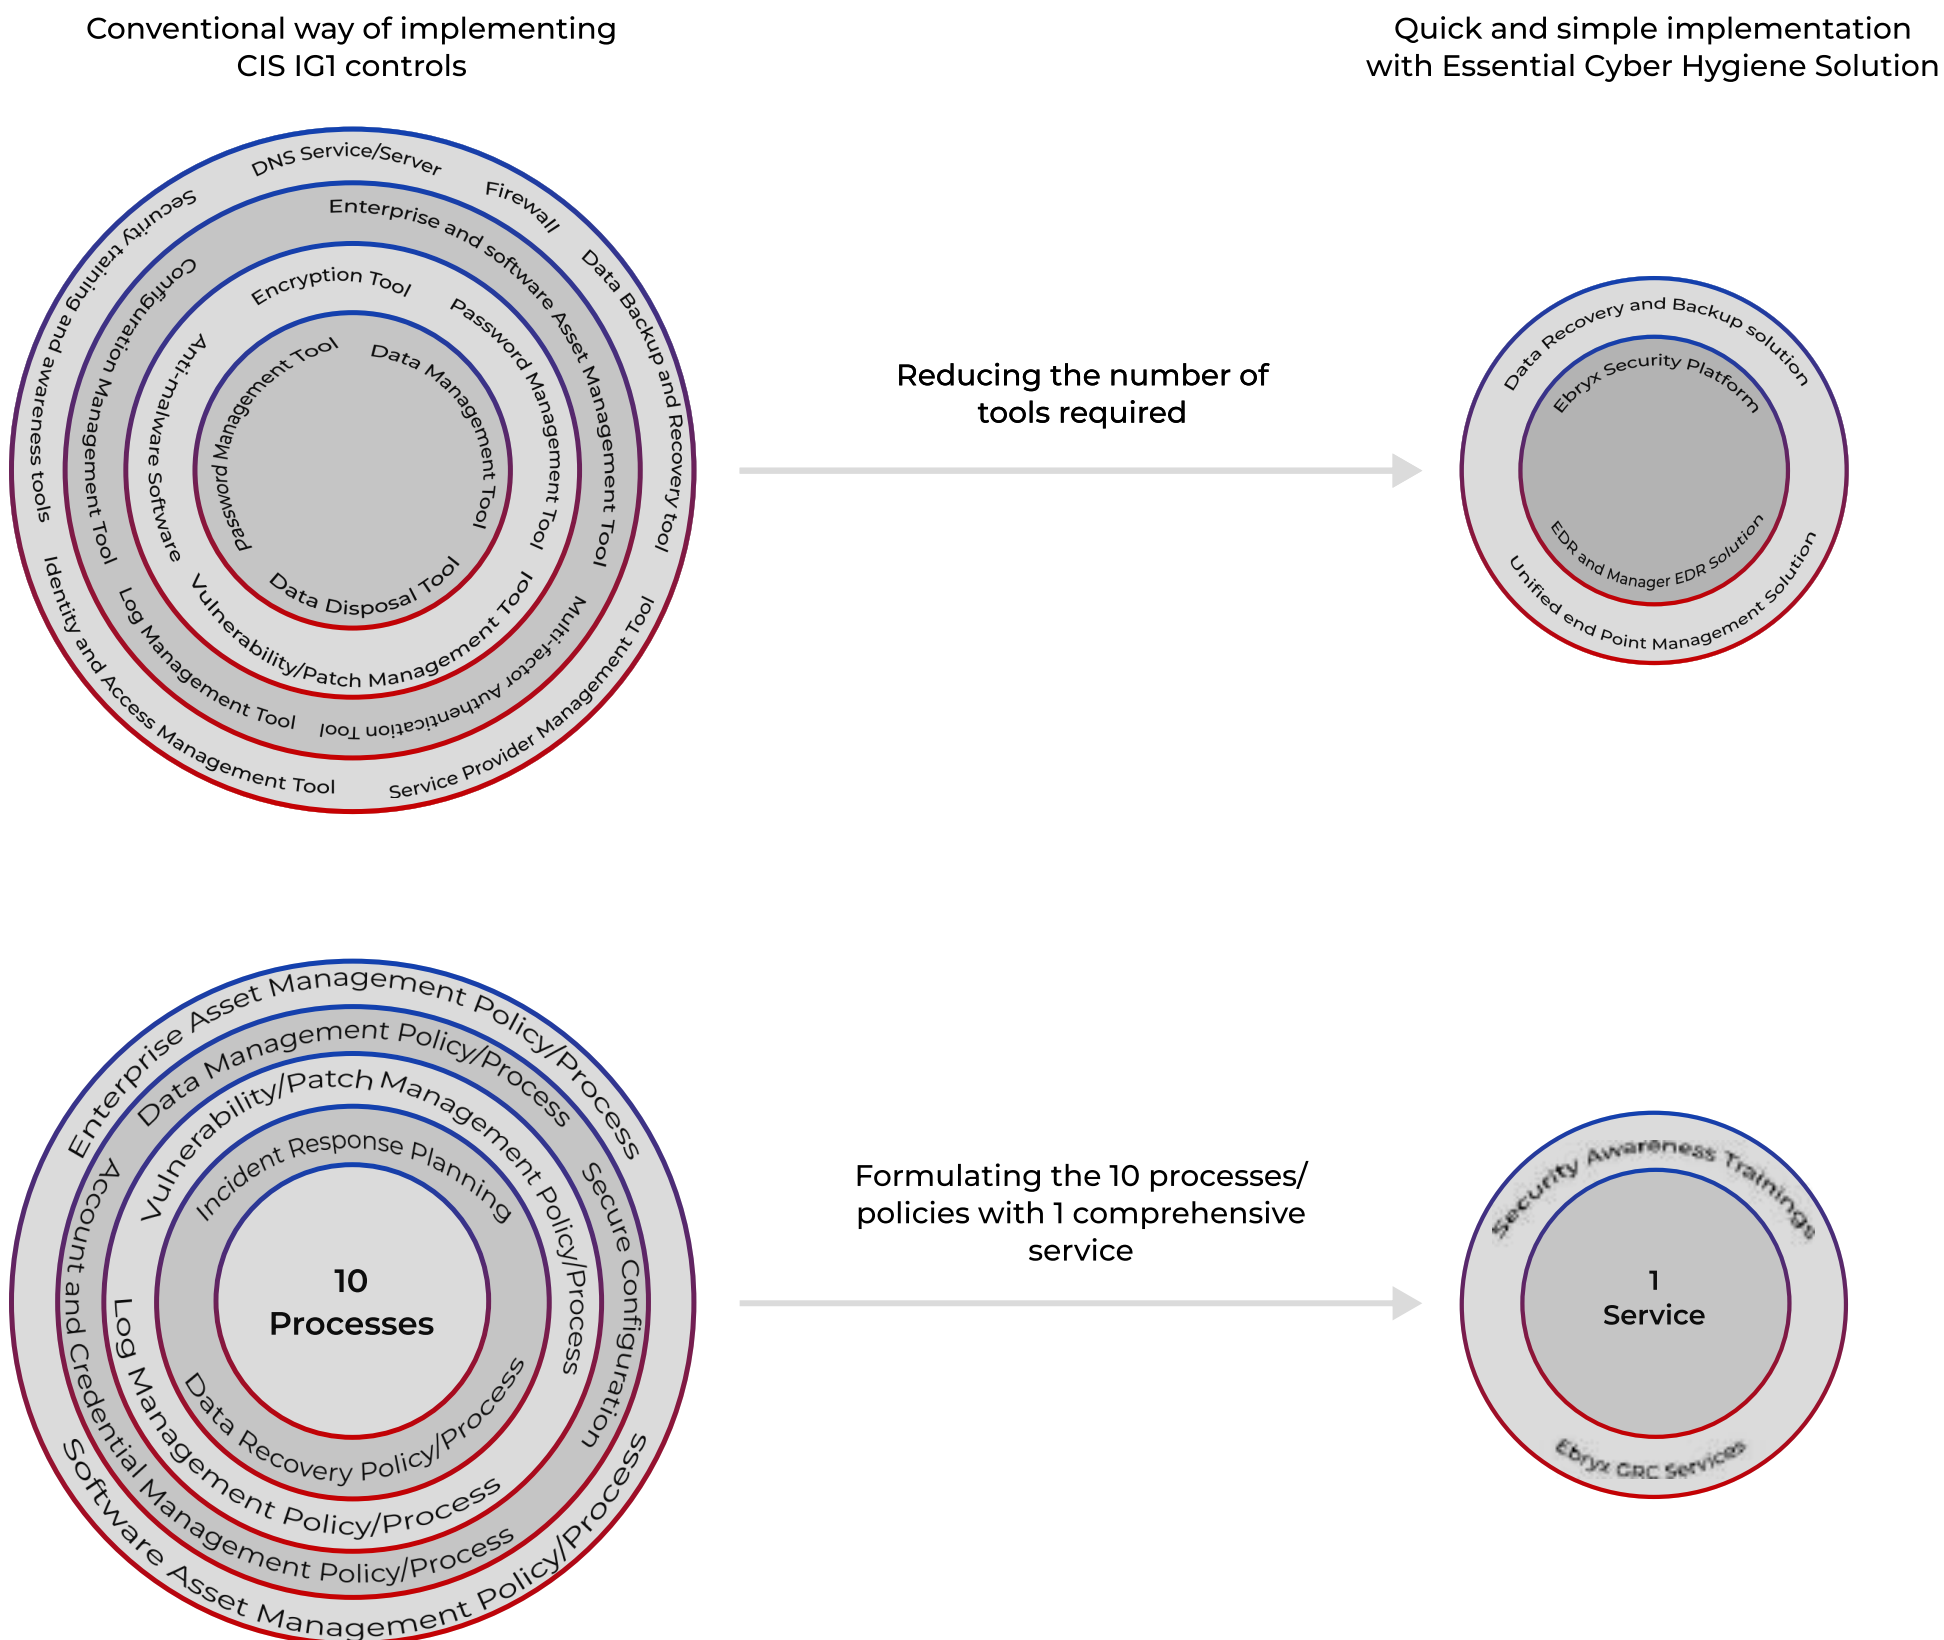 Conventional way of implementing
CIS IG1 controls
Quick and simple implementation
with Essential Cyber Hygiene Solution
DNS Service/Server
Firewall
Data Backup and Recovery tool
Service Provider Management Tool
Identity and Access Management Tool
Security training and awareness tools
Enterprise and software Asset Management Tool
Multi-factor Authentication Tool
Log Management Tool
Configuration Management Tool
Encryption Tool
Password Management Tool
Vulnerability/Patch Management Tool
Anti-malware Software
Password Management Tool
Data Management Tool
Data Disposal Tool
Reducing the number of
tools required
Data Recovery and Backup solution
Ebryx Security Platform
EDR and Manager EDR Solution
Unified end Point Management Solution
Enterprise Asset Management Policy/Process
Data Management Policy/Process
Secure Configuration
Account and Credential Management Policy/Process
Vulnerability/Patch Management Policy/Process
Log Management Policy/Process
Incident Response Planning
10
Processes
Data Recovery Policy/Process
Software Asset Management Policy/Process
Formulating the 10 processes/
policies with 1 comprehensive
service
Security Awareness Trainings
1
Service
Ebryx GRC Services